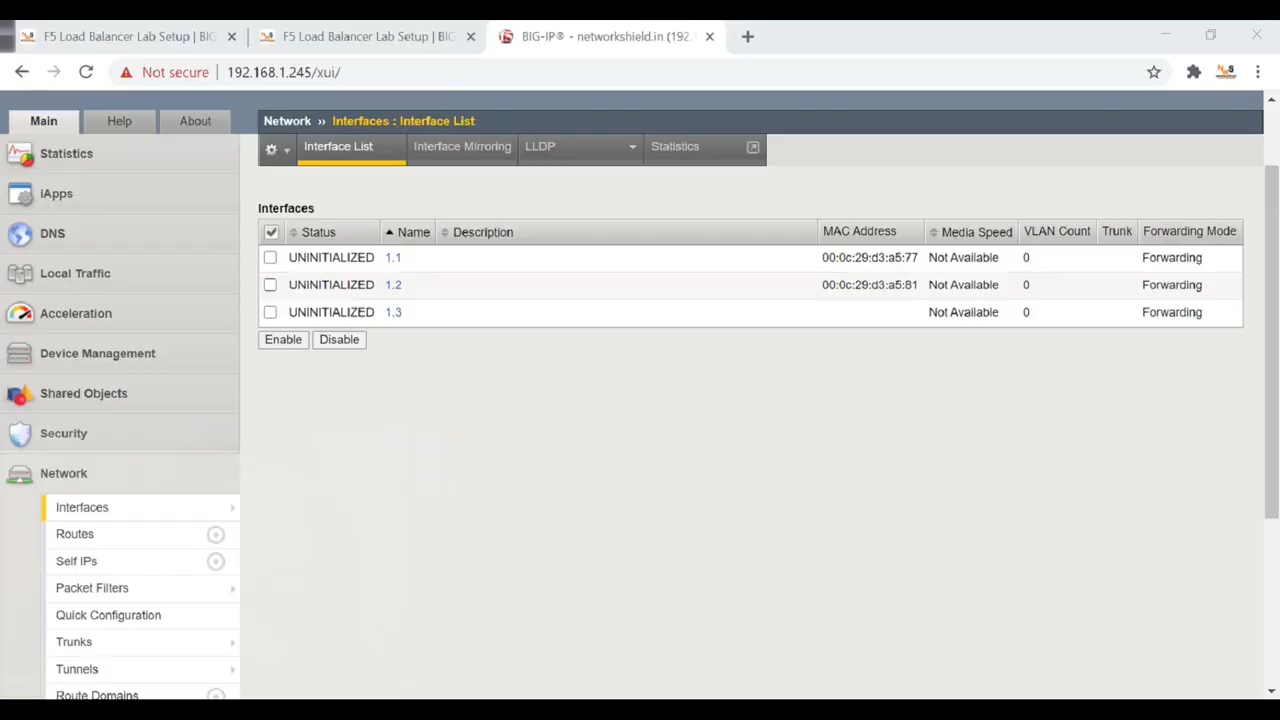 F5 Load Balancer Lab Setup | BIG
F5 Load Balancer Lab Setup | BIG
BIG-IP® - networkshield.in (192.
Not secure
192.168.1.245/xui/
Main
Help
About
Network ›› Interfaces : Interface List
Interface List
Interface Mirroring
LLDP
Statistics
Statistics
iApps
DNS
Local Traffic
Acceleration
Device Management
Shared Objects
Security
Network
Interfaces
Routes
Self IPs
Packet Filters
Quick Configuration
Trunks
Tunnels
Route Domains
Interfaces
Status Name Description MAC Address Media Speed VLAN Count Trunk Forwarding Mode
UNINITIALIZED 1.1 00:0c:29:d3:a5:77 Not Available 0 Forwarding
UNINITIALIZED 1.2 00:0c:29:d3:a5:81 Not Available 0 Forwarding
UNINITIALIZED 1.3 Not Available 0 Forwarding
Enable Disable